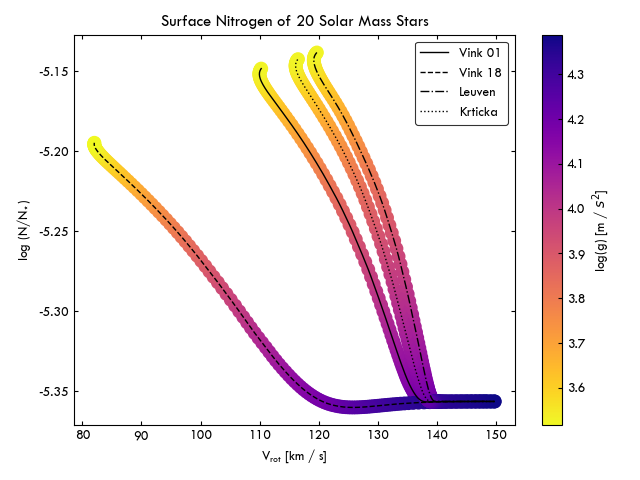 Surface Nitrogen of 20 Solar Mass Stars
Vink 01
Vink 18
Leuven
Krticka
-5.15
-5.20
-5.25
-5.30
-5.35
log (N/N*)
80 90 100 110 120 130 140 150
V_rot [km / s]
4.3
4.2
4.1
4.0
3.9
3.8
3.7
3.6
log(g) [m / s²]